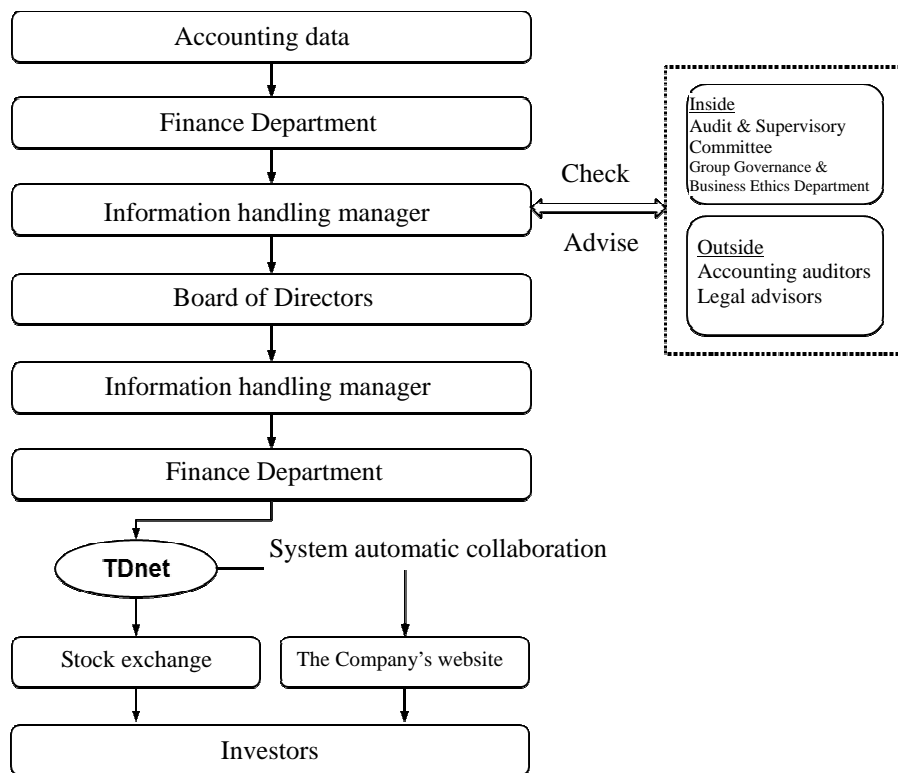 Accounting data
Finance Department
Information handling manager
Check
Advise
Inside
Audit & Supervisory
Committee
Group Governance &
Business Ethics Department
Outside
Accounting auditors
Legal advisors
Board of Directors
Information handling manager
Finance Department
TDnet
System automatic collaboration
Stock exchange
The Company’s website
Investors